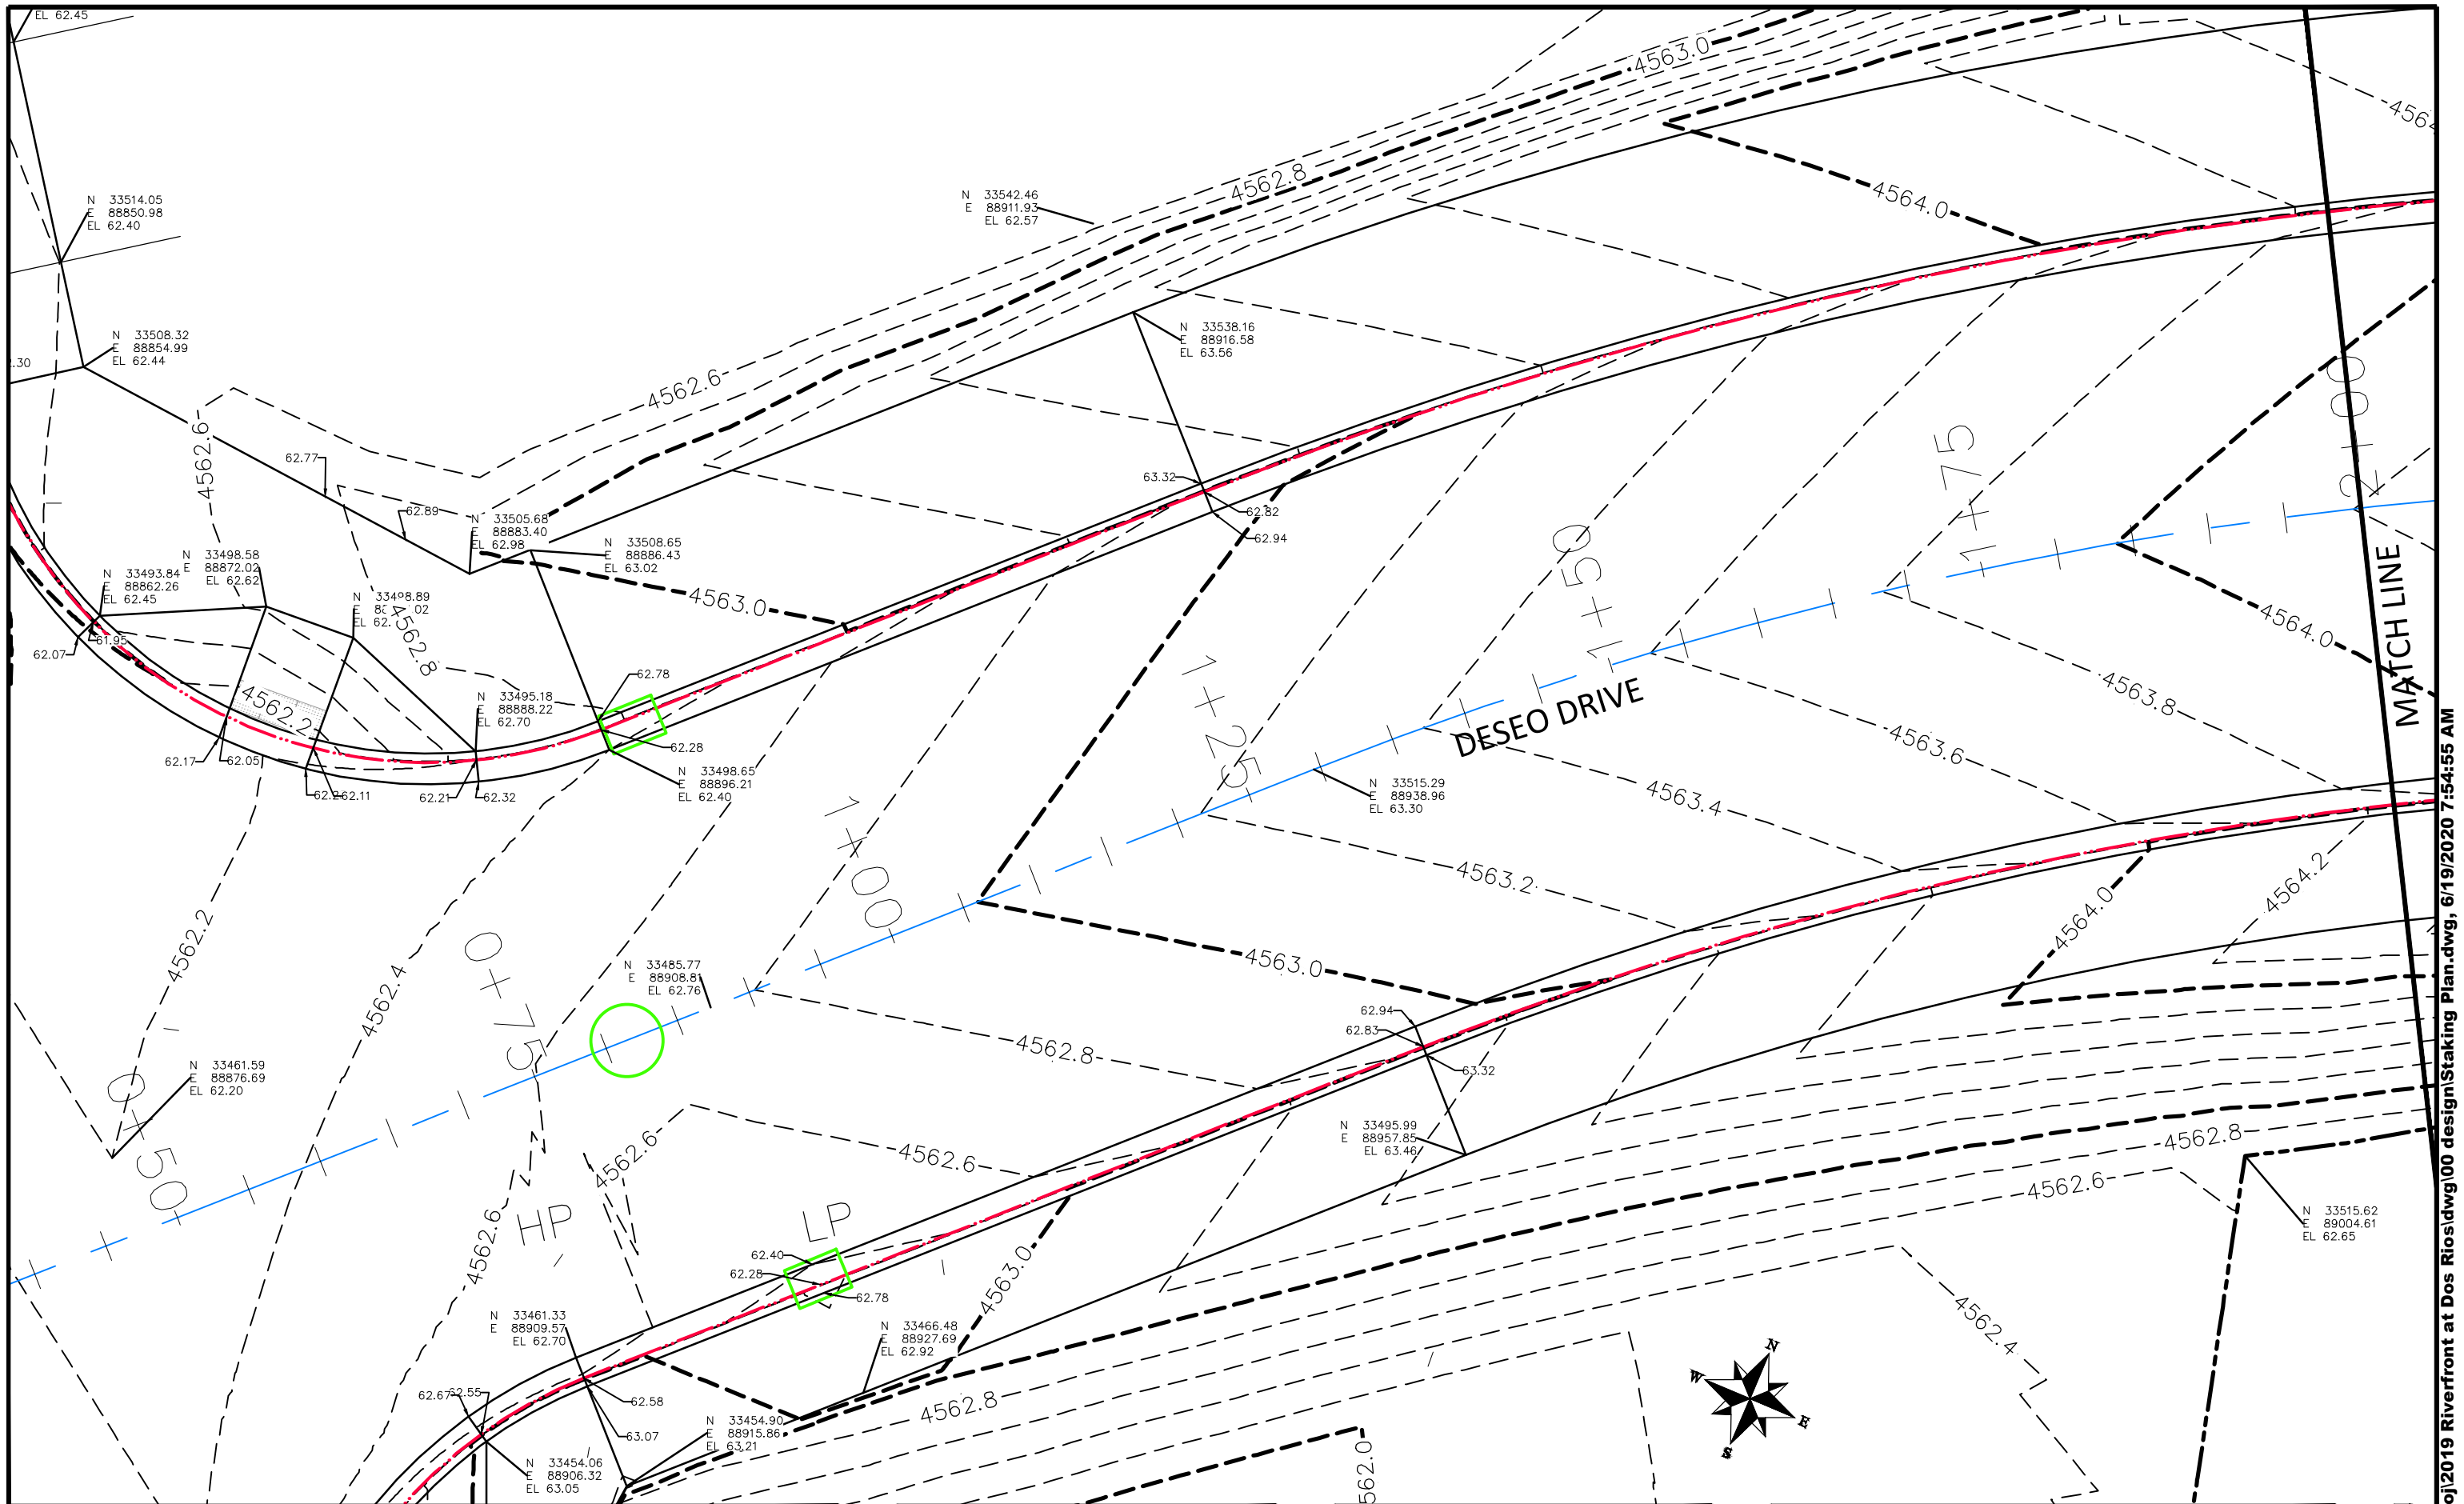 EL 62.45
4563.0
4562.8
4564.0
N 33514.05
E 88850.98
EL 62.40
N 33542.46
E 88911.93
EL 62.57
N 33508.32
E 88854.99
EL 62.44
.30
N 33538.16
E 88916.58
EL 63.56
4562.6
4562.6
62.77
62.89
63.32
62.82
62.94
N 33505.68
E 88883.40
EL 62.98
N 33508.65
E 88886.43
EL 63.02
N 33498.58
E 88872.02
EL 62.62
N 33493.84
E 88862.26
EL 62.45
N 33498.89
4562.8
4563.0
61.95
62.07
62.78
N 33495.18
E 88888.22
EL 62.70
4562.2
62.17
62.05
62.11
62.21
62.32
62.28
N 33498.65
E 88896.21
EL 62.40
1+75
2+00
1+50
1+25
1+00
0+75
0+50
DESEO DRIVE
MATCH LINE
4564.0
4563.8
4563.6
4563.4
4563.2
4563.0
4562.8
4562.6
N 33515.29
E 88938.96
EL 63.30
4562.2
4562.4
N 33485.77
E 88908.81
EL 62.76
4564.2
4564.0
62.94
62.83
63.32
N 33461.59
E 88876.69
EL 62.20
N 33495.99
E 88957.85
EL 63.46
4562.8
4562.6
N 33515.62
E 89004.61
EL 62.65
4562.6
4562.6
HP
LP
62.40
62.28
62.78
4563.0
N 33461.33
E 88909.57
EL 62.70
N 33466.48
E 88927.69
EL 62.92
4562.4
62.67
62.55
62.58
63.07
4562.8
N 33454.90
E 88915.86
EL 63.21
N 33454.06
E 88906.32
EL 63.05
N
W
E
S
oj\2019 Riverfront at Dos Rios\dwg\00 design\Staking Plan.dwg, 6/19/2020 7:54:55 AM